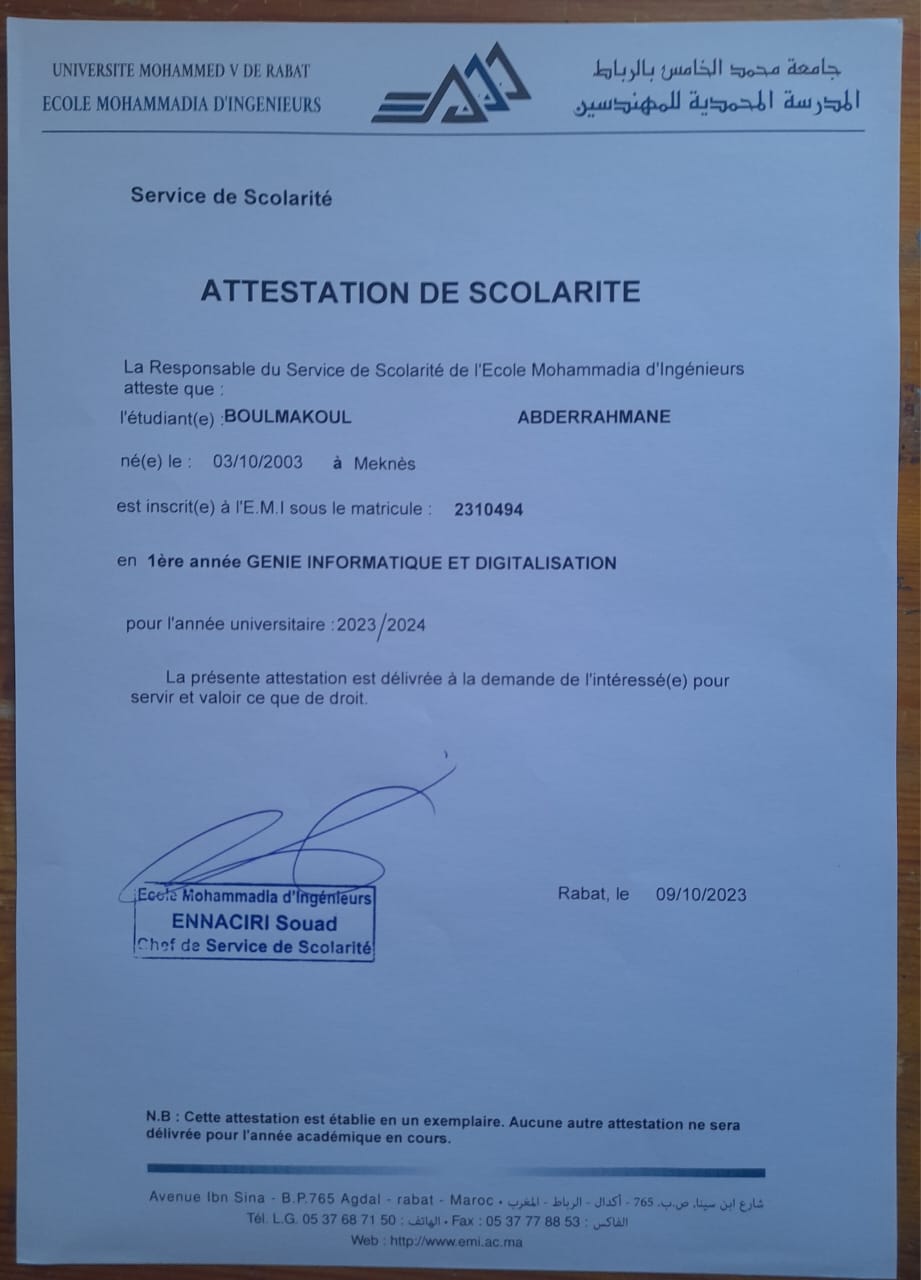 UNIVERSITE MOHAMMED V DE RABAT
ECOLE MOHAMMADIA D'INGENIEURS
جامعة محمد الخامس بالرباط
المدرسة المحمدية للمهندسين
Service de Scolarité
ATTESTATION DE SCOLARITE
La Responsable du Service de Scolarité de l'Ecole Mohammadia d'Ingénieurs
atteste que :
l'étudiant(e) :BOULMAKOUL ABDERRAHMANE
né(e) le : 03/10/2003 à Meknès
est inscrit(e) à l'E.M.I sous le matricule : 2310494
en 1ère année GENIE INFORMATIQUE ET DIGITALISATION
pour l'année universitaire :2023/2024
La présente attestation est délivrée à la demande de l'intéressé(e) pour
servir et valoir ce que de droit.
Ecole Mohammadia d'Ingénieurs
ENNACIRI Souad
Chef de Service de Scolarité
Rabat, le 09/10/2023
N.B : Cette attestation est établie en un exemplaire. Aucune autre attestation ne sera
délivrée pour l'année académique en cours.
Avenue Ibn Sina - B.P.765 Agdal - rabat - Maroc • شارع ابن سينا, ص.ب. 765 - أكدال - الرباط - المغرب
Tél. L.G. 05 37 68 71 50 : الهاتف • Fax : 05 37 77 88 53 : الفاكس
Web : http://www.emi.ac.ma